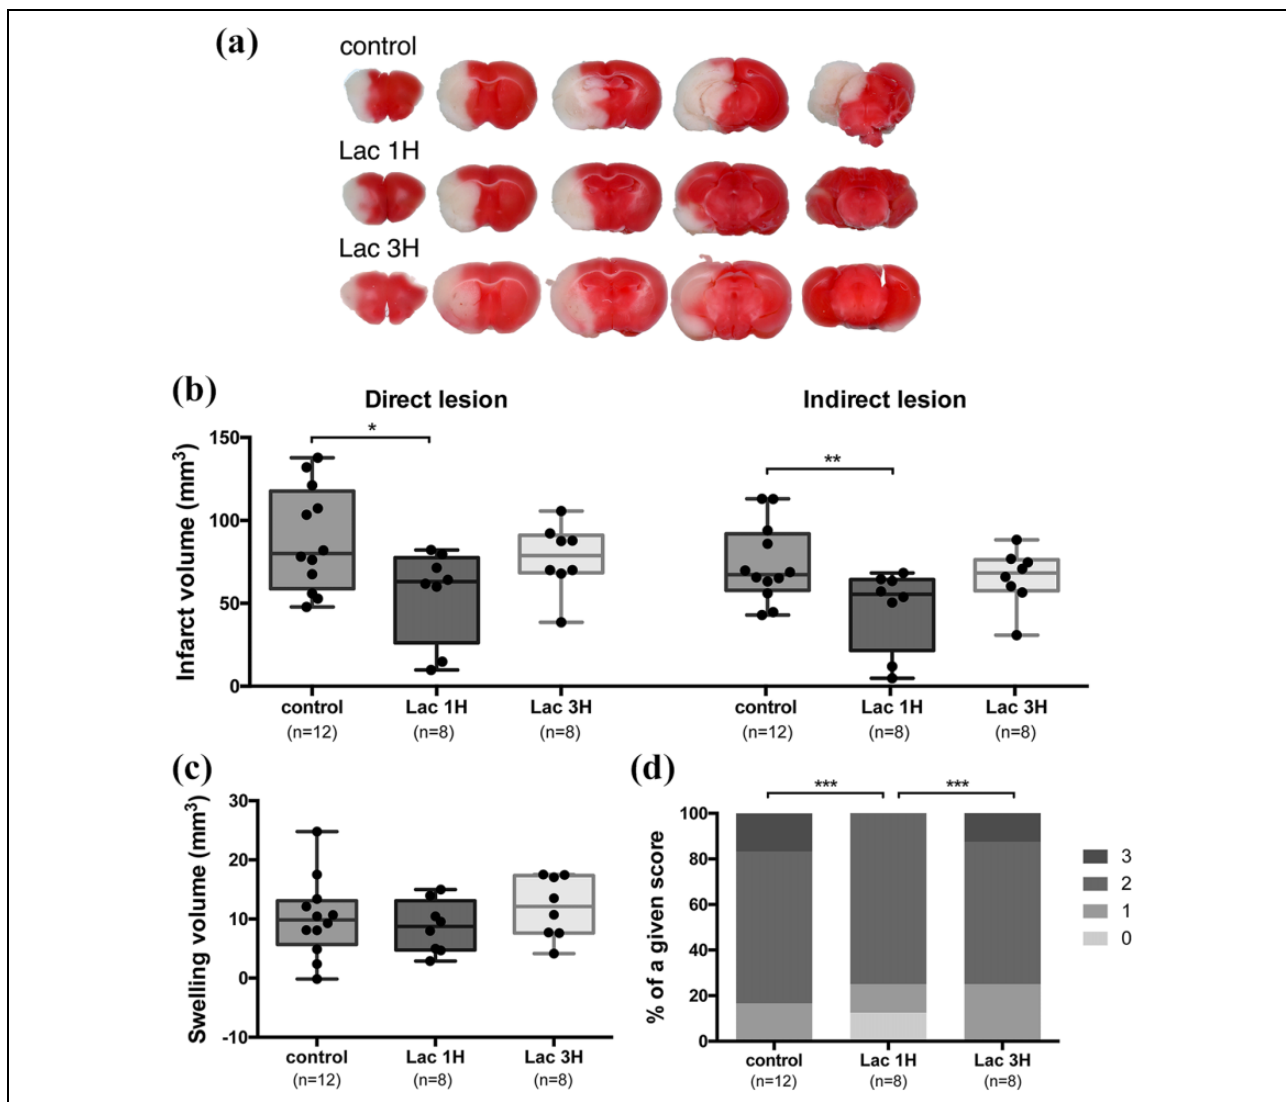 (a)
control
Lac 1H
Lac 3H
(b)
Direct lesion
Indirect lesion
*
**
Infarct volume (mm³)
150
100
50
0
control
Lac 1H
Lac 3H
control
Lac 1H
Lac 3H
(n=12)
(n=8)
(n=8)
(n=12)
(n=8)
(n=8)
(c)
Swelling volume (mm³)
30
20
10
0
-10
control
Lac 1H
Lac 3H
(n=12)
(n=8)
(n=8)
(d)
***
***
% of a given score
100
80
60
40
20
0
control
Lac 1H
Lac 3H
(n=12)
(n=8)
(n=8)
3
2
1
0